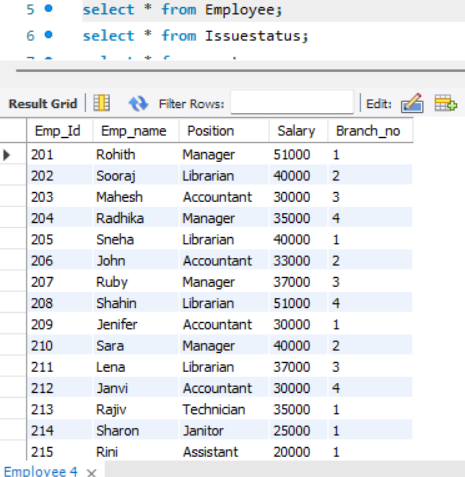 5 select * from Employee;
6 select * from Issuestatus;
Result Grid Filter Rows: Edit:
Emp_Id Emp_name Position Salary Branch_no
201 Rohith Manager 51000 1
202 Sooraj Librarian 40000 2
203 Mahesh Accountant 30000 3
204 Radhika Manager 35000 4
205 Sneha Librarian 40000 1
206 John Accountant 33000 2
207 Ruby Manager 37000 3
208 Shahin Librarian 51000 4
209 Jenifer Accountant 30000 1
210 Sara Manager 40000 2
211 Lena Librarian 37000 3
212 Janvi Accountant 30000 4
213 Rajiv Technician 35000 1
214 Sharon Janitor 25000 1
215 Rini Assistant 20000 1
Employee 4